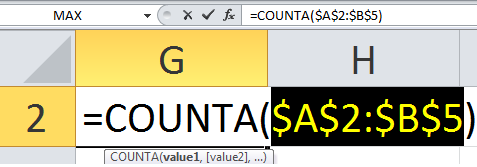 MAX fx =COUNTA($A$2:$B$5)
G H
2 =COUNTA($A$2:$B$5)
COUNTA(value1, [value2], ...)